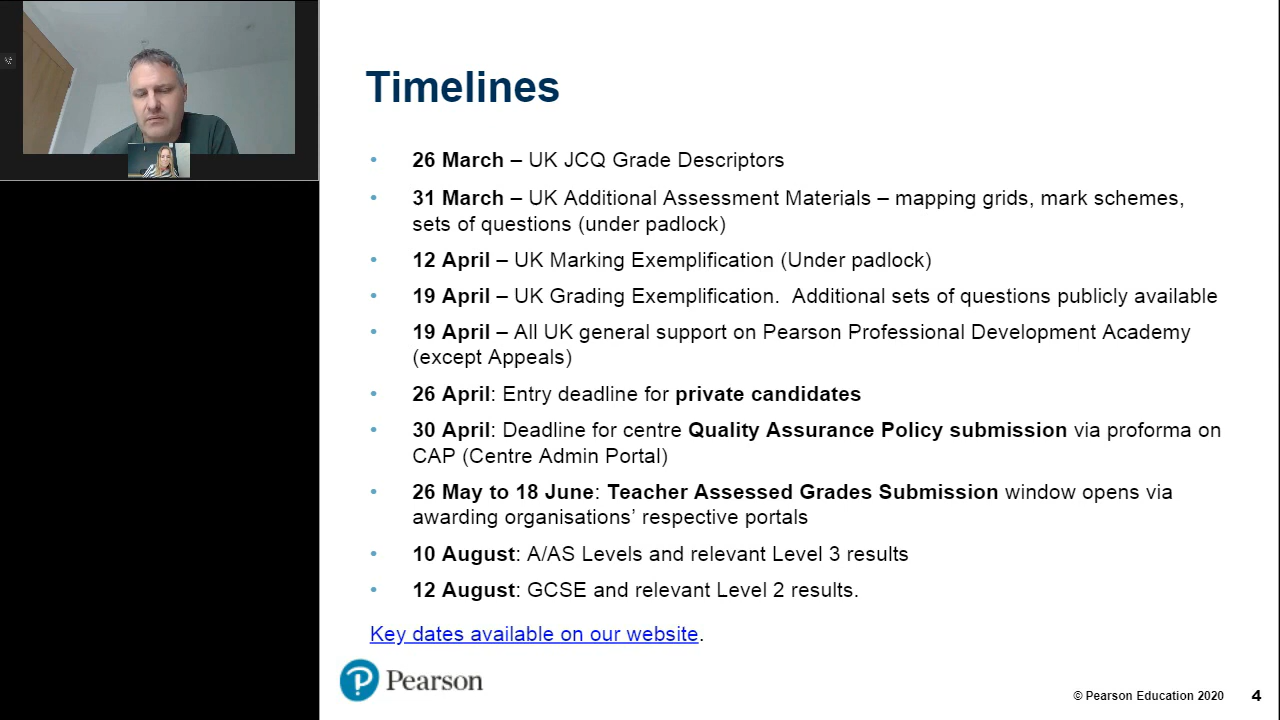 Timelines
• 26 March – UK JCQ Grade Descriptors
• 31 March – UK Additional Assessment Materials – mapping grids, mark schemes,
sets of questions (under padlock)
• 12 April – UK Marking Exemplification (Under padlock)
• 19 April – UK Grading Exemplification.  Additional sets of questions publicly available
• 19 April – All UK general support on Pearson Professional Development Academy
(except Appeals)
• 26 April: Entry deadline for private candidates
• 30 April: Deadline for centre Quality Assurance Policy submission via proforma on
CAP (Centre Admin Portal)
• 26 May to 18 June: Teacher Assessed Grades Submission window opens via
awarding organisations’ respective portals
• 10 August: A/AS Levels and relevant Level 3 results
• 12 August: GCSE and relevant Level 2 results.
Key dates available on our website.
Pearson
© Pearson Education 2020 4